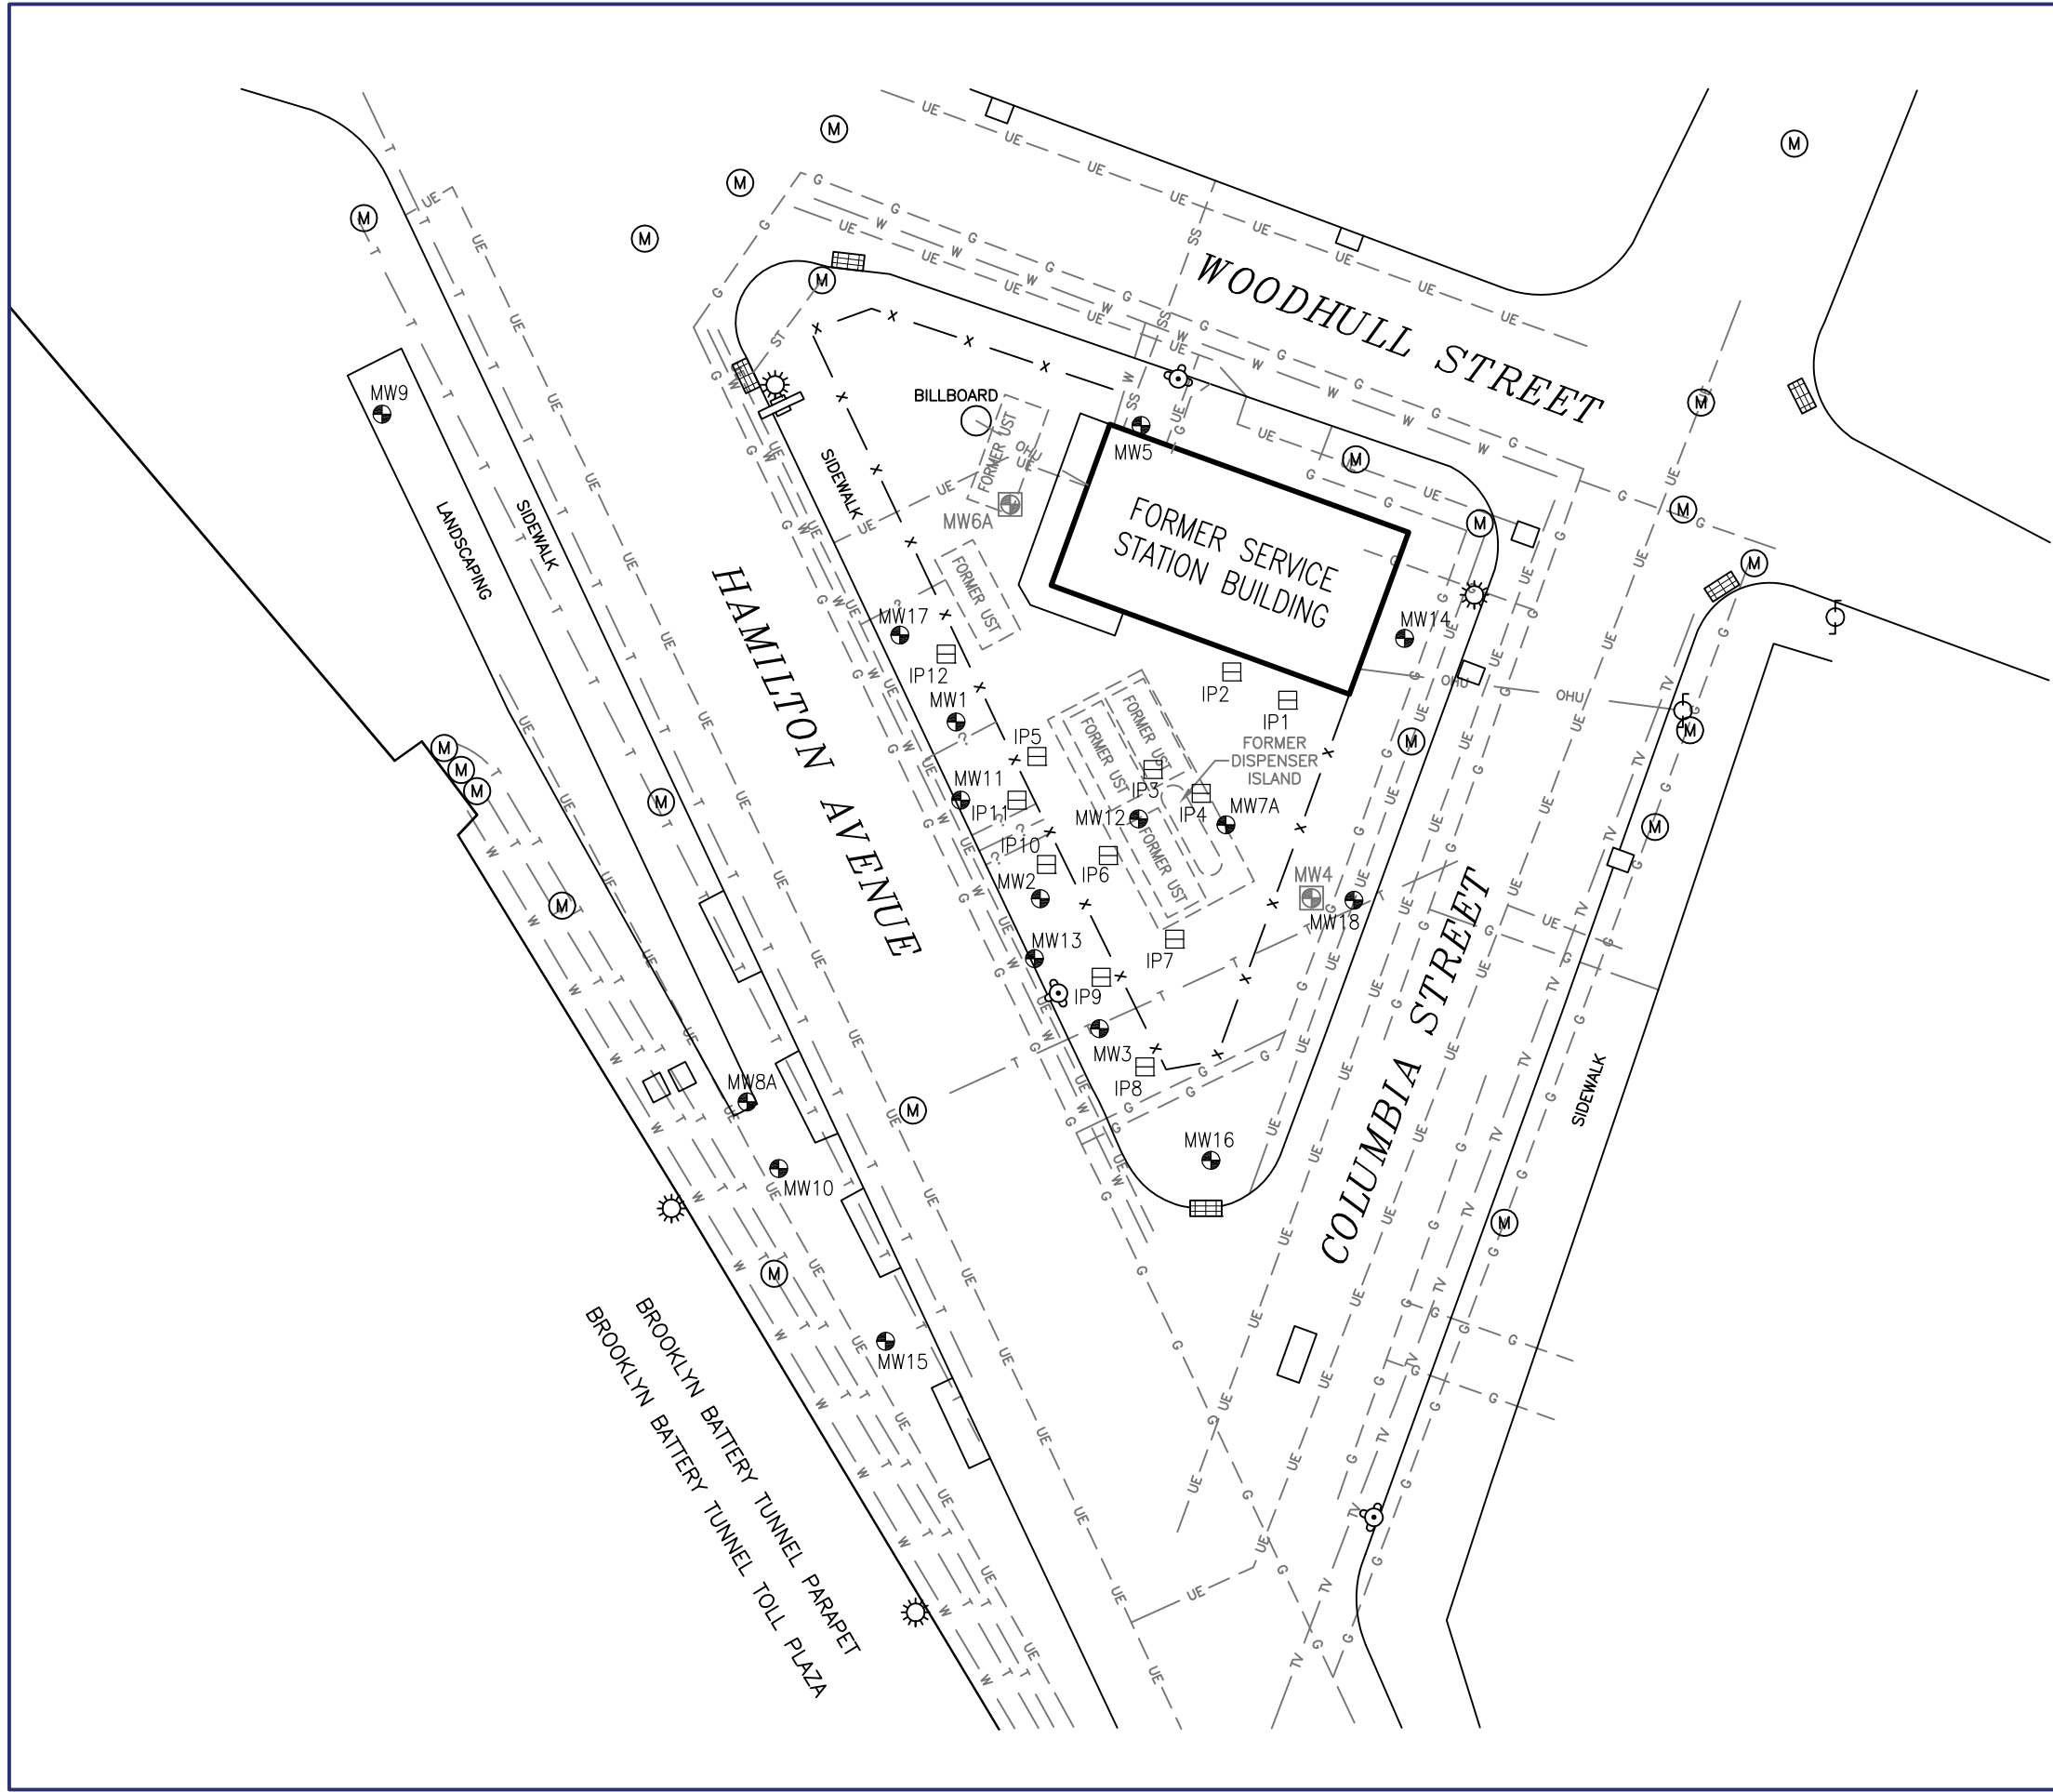 WOODHULL STREET
BILLBOARD
FORMER UST
OHU
UE
MW9
MW5
MW6A
SIDEWALK
LANDSCAPING
SIDEWALK
FORMER SERVICE
STATION BUILDING
FORMER UST
HAMILTON AVENUE
MW17
MW14
IP12
IP2
MW1
IP1
OHU
OHU
IP5
FORMER
DISPENSER
ISLAND
FORMER UST
FORMER UST
MW11
IP11
IP3
IP4
MW7A
MW12
IP10
IP6
FORMER UST
MW2
MW4
MW18
MW13
IP7
IP9
MW3
IP8
COLUMBIA STREET
SIDEWALK
MW8A
MW16
MW10
MW15
BROOKLYN BATTERY TUNNEL PARAPET
BROOKLYN BATTERY TUNNEL TOLL PLAZA